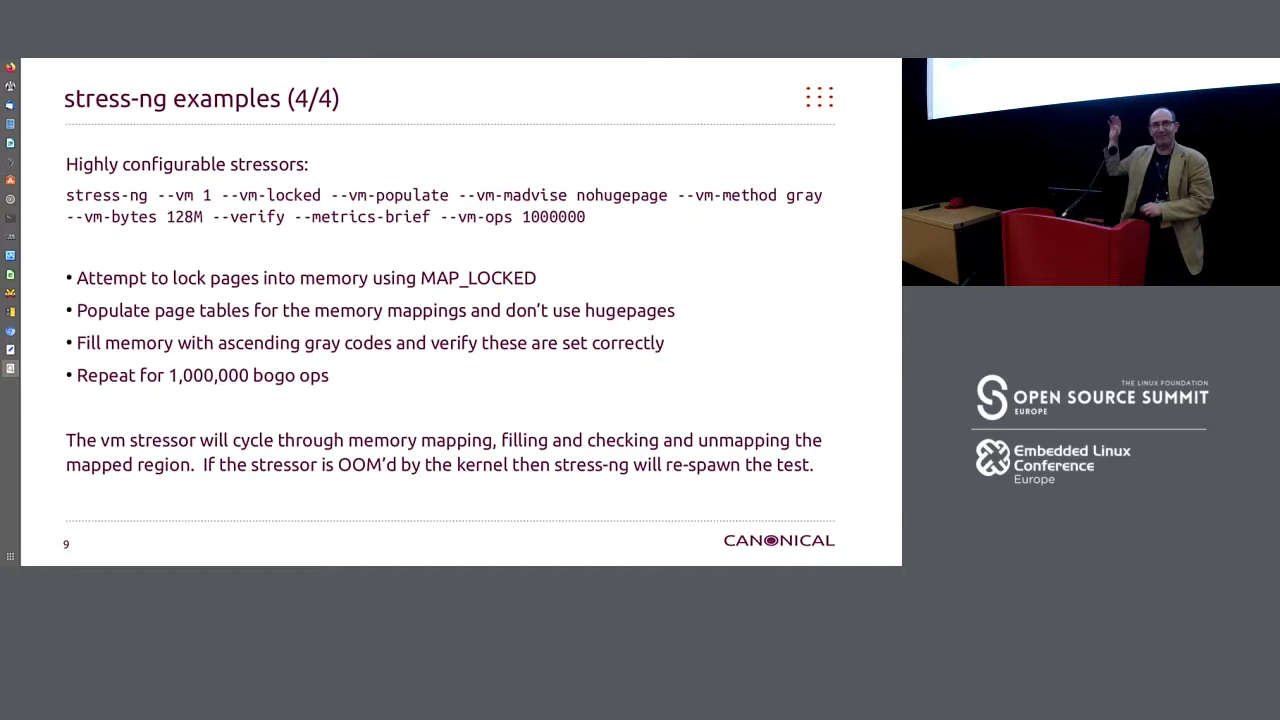 stress-ng examples (4/4)
Highly configurable stressors:
stress-ng --vm 1 --vm-locked --vm-populate --vm-madvise nohugepage --vm-method gray
--vm-bytes 128M --verify --metrics-brief --vm-ops 1000000
• Attempt to lock pages into memory using MAP_LOCKED
• Populate page tables for the memory mappings and don’t use hugepages
• Fill memory with ascending gray codes and verify these are set correctly
• Repeat for 1,000,000 bogo ops
The vm stressor will cycle through memory mapping, filling and checking and unmapping the
mapped region. If the stressor is OOM’d by the kernel then stress-ng will re-spawn the test.
9
CANONICAL
THE LINUX FOUNDATION
OPEN SOURCE SUMMIT
EUROPE
Embedded Linux
Conference
Europe